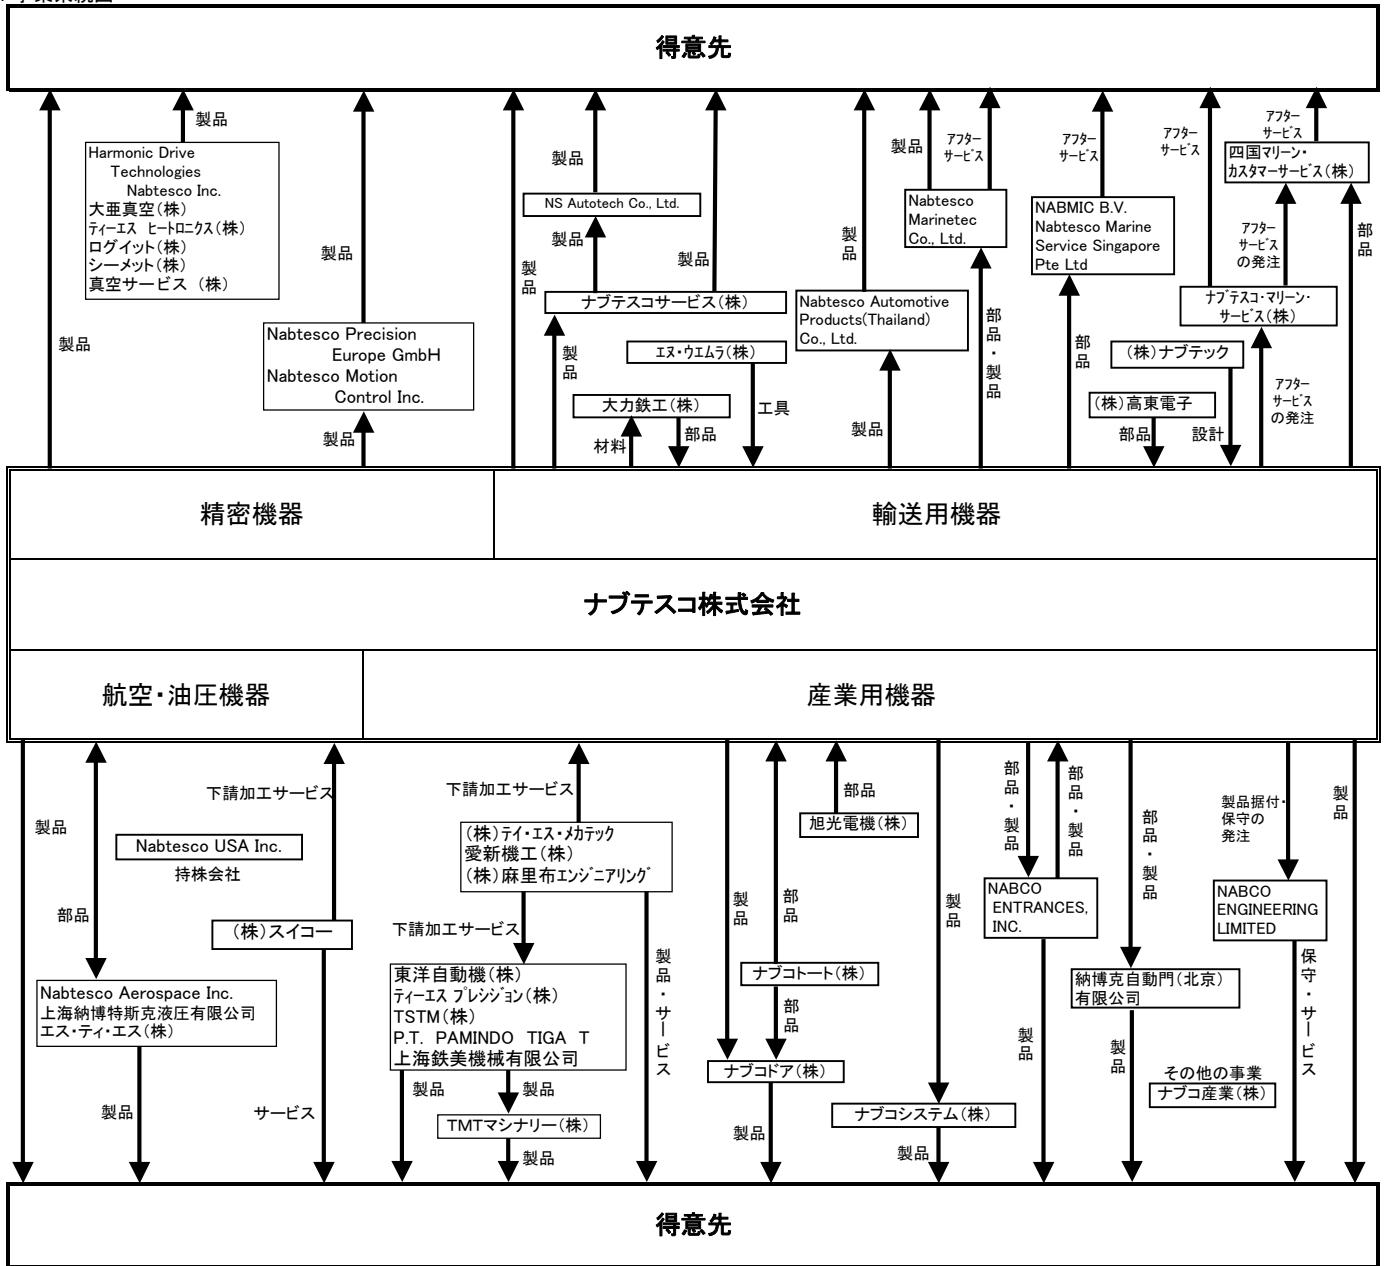 得意先
製品
Harmonic Drive
Technologies
Nabtesco Inc.
大亜真空(株)
ティーエス ヒートロニクス(株)
ログイット(株)
シーメット(株)
真空サービス (株)
製品
製品
Nabtesco Precision
Europe GmbH
Nabtesco Motion
Control Inc.
製品
製品
製品
NS Autotech Co., Ltd.
製品
製品
ナブテスコサービス(株)
製品
エヌ・ウエムラ(株)
大力鉄工(株)
材料
部品
工具
製品
Nabtesco Automotive
Products(Thailand)
Co., Ltd.
製品
製品
アフター
サービス
Nabtesco
Marinetec
Co., Ltd.
部品・製品
アフター
サービス
NABMIC B.V.
Nabtesco Marine
Service Singapore
Pte Ltd
部品
アフター
サービス
アフター
サービス
四国マリーン・
カスタマーサービス(株)
アフター
サービス
の発注
部品
ナブテスコ・マリーン・
サービス(株)
(株)ナブテック
(株)高東電子
部品
設計
アフター
サービス
の発注
精密機器
輸送用機器
ナブテスコ株式会社
航空・油圧機器
産業用機器
製品
下請加工サービス
Nabtesco USA Inc.
持株会社
部品
(株)スイコー
Nabtesco Aerospace Inc.
上海納博特斯克液圧有限公司
エス・ティ・エス(株)
製品
サービス
下請加工サービス
(株)テイ・エス・メカテック
愛新機工(株)
(株)麻里布エンジニアリング
下請加工サービス
製品・サービス
東洋自動機(株)
ティーエス プレシジョン(株)
TSTM(株)
P.T. PAMINDO TIGA T
上海鉄美機械有限公司
製品
製品
TMTマシナリー(株)
製品
部品
旭光電機(株)
製品
部品
ナブコトート(株)
部品
ナブコドア(株)
製品
製品
ナブコシステム(株)
製品
部品・製品
部品・製品
NABCO
ENTRANCES,
INC.
製品
部品・製品
納博克自動門(北京)
有限公司
製品
その他の事業
ナブコ産業(株)
製品据付・
保守の
発注
NABCO
ENGINEERING
LIMITED
保守・サービス
製品
得意先